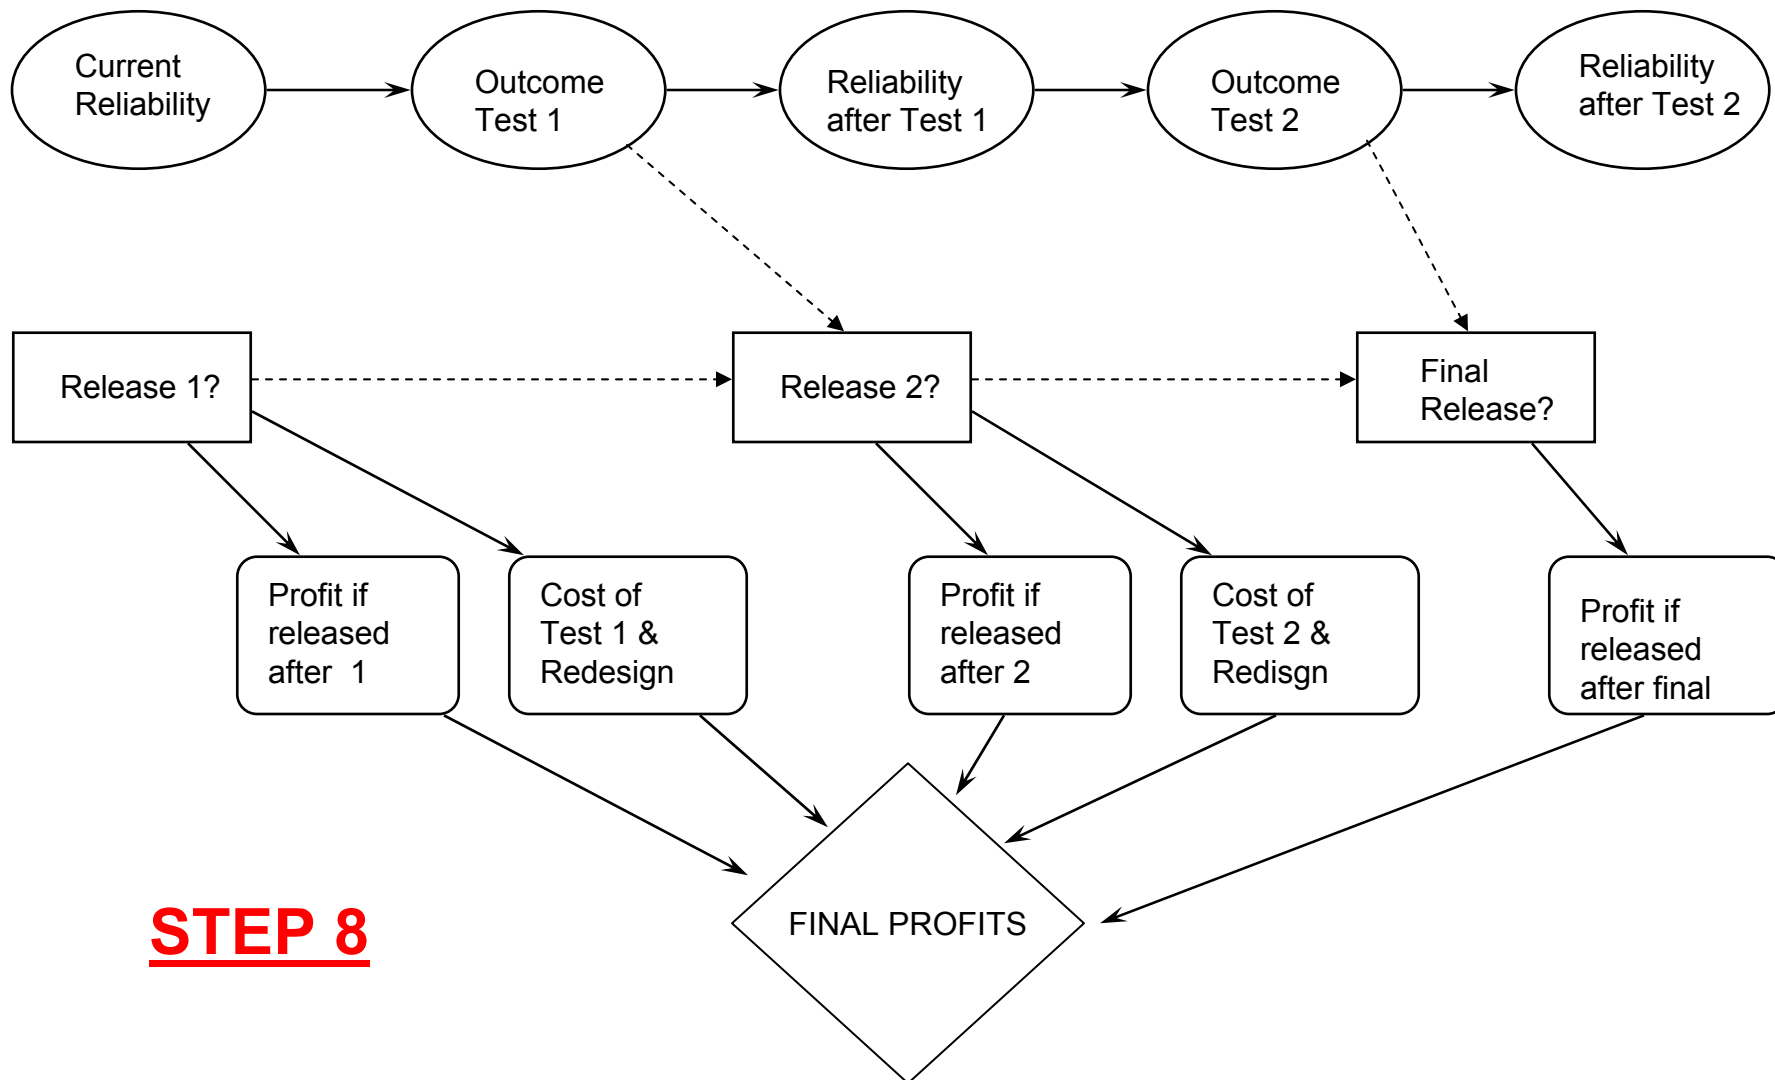 Current
Reliability
Outcome
Test 1
Reliability
after Test 1
Outcome
Test 2
Reliability
after Test 2
Release 1?
Release 2?
Final
Release?
Profit if
released
after  1
Cost of
Test 1 &
Redesign
Profit if
released
after 2
Cost of
Test 2 &
Redisgn
Profit if
released
after final
STEP 8
FINAL PROFITS